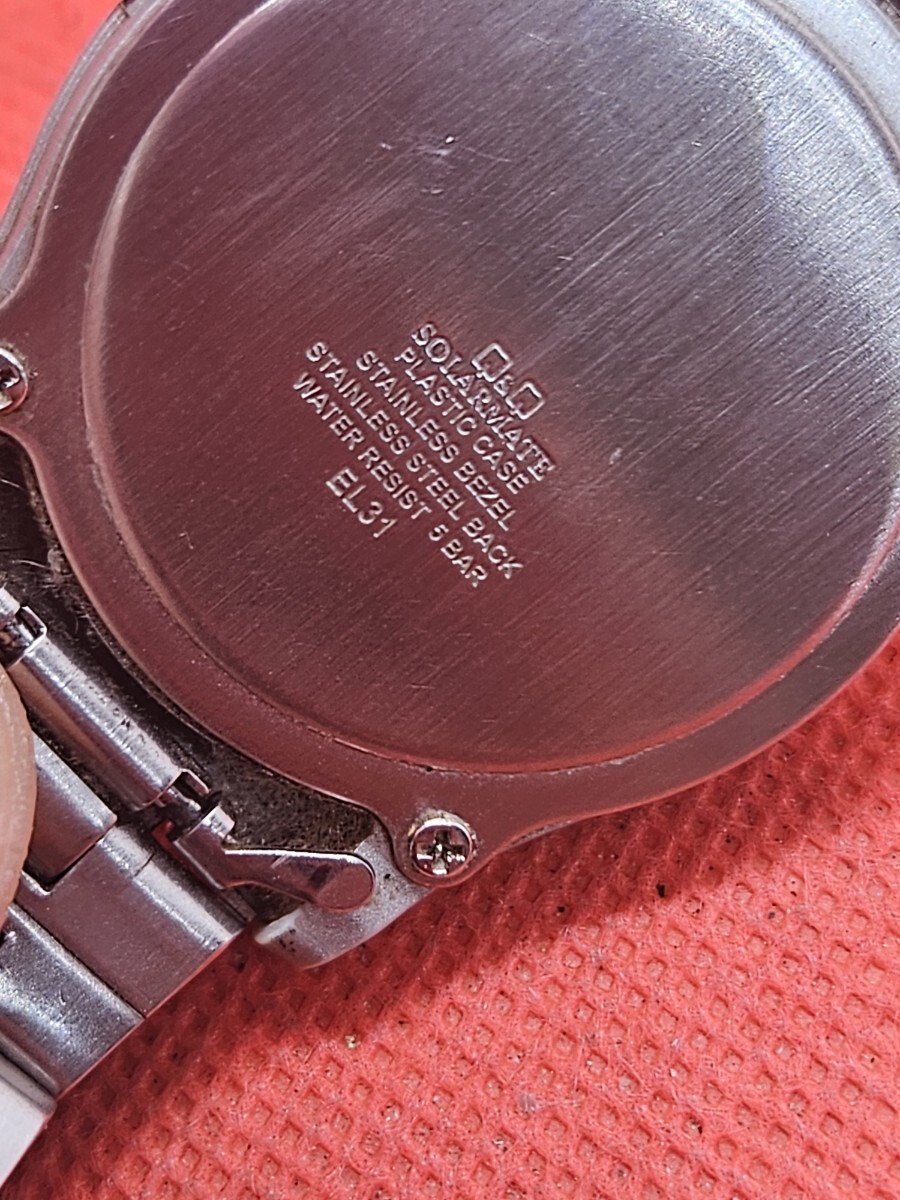 Q&Q
SOLARMATE
PLASTIC CASE
STAINLESS BEZEL
STAINLESS STEEL BACK
WATER RESIST 5 BAR
EL31